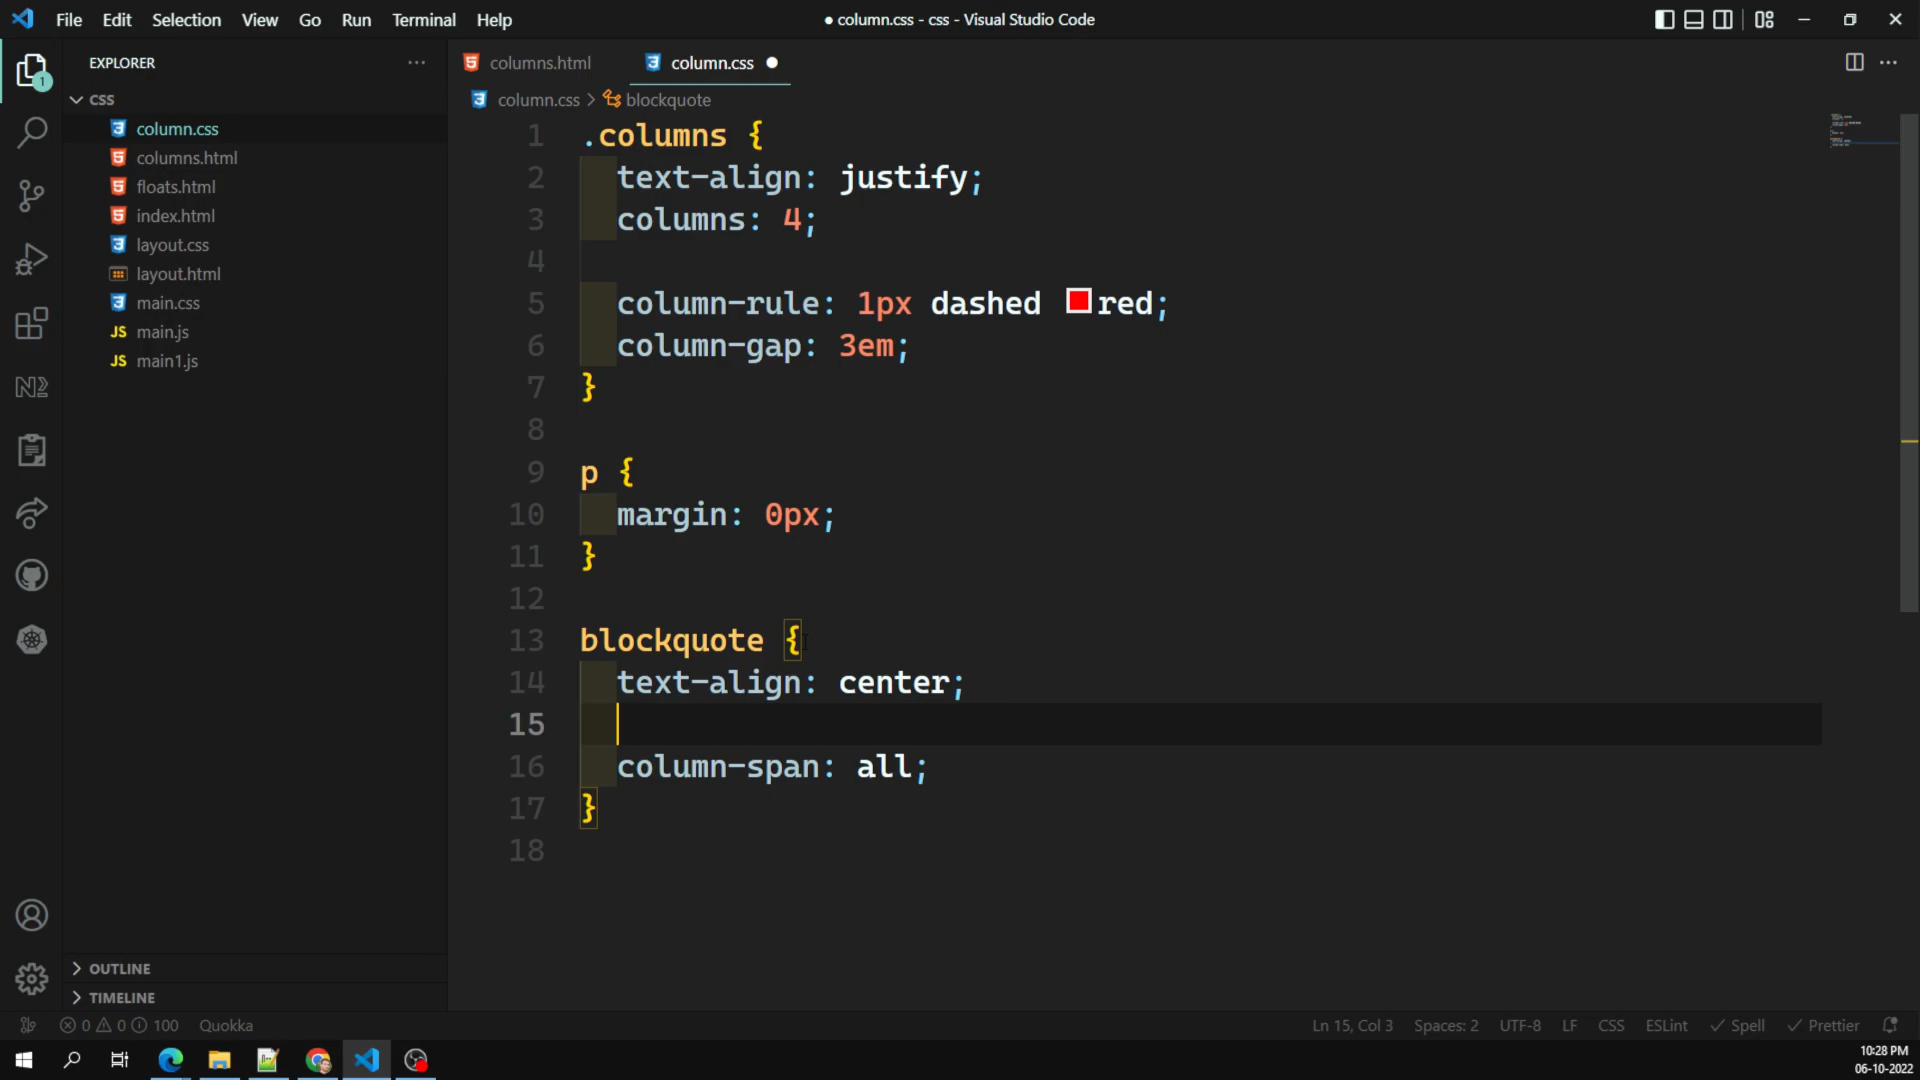 File Edit Selection View Go Run Terminal Help
● column.css - css - Visual Studio Code
EXPLORER
1
CSS
column.css
columns.html
floats.html
index.html
layout.css
layout.html
main.css
JS main.js
JS main1.js
OUTLINE
TIMELINE
columns.html
column.css
column.css > blockquote
1 .columns {
2 text-align: justify;
3 columns: 4;
4
5 column-rule: 1px dashed red;
6 column-gap: 3em;
7 }
8
9 p {
10 margin: 0px;
11 }
12
13 blockquote {
14 text-align: center;
15
16 column-span: all;
17 }
18
0 0 100 Quokka
Ln 15, Col 3 Spaces: 2 UTF-8 LF CSS ESLint Spell Prettier
10:28 PM
06-10-2022